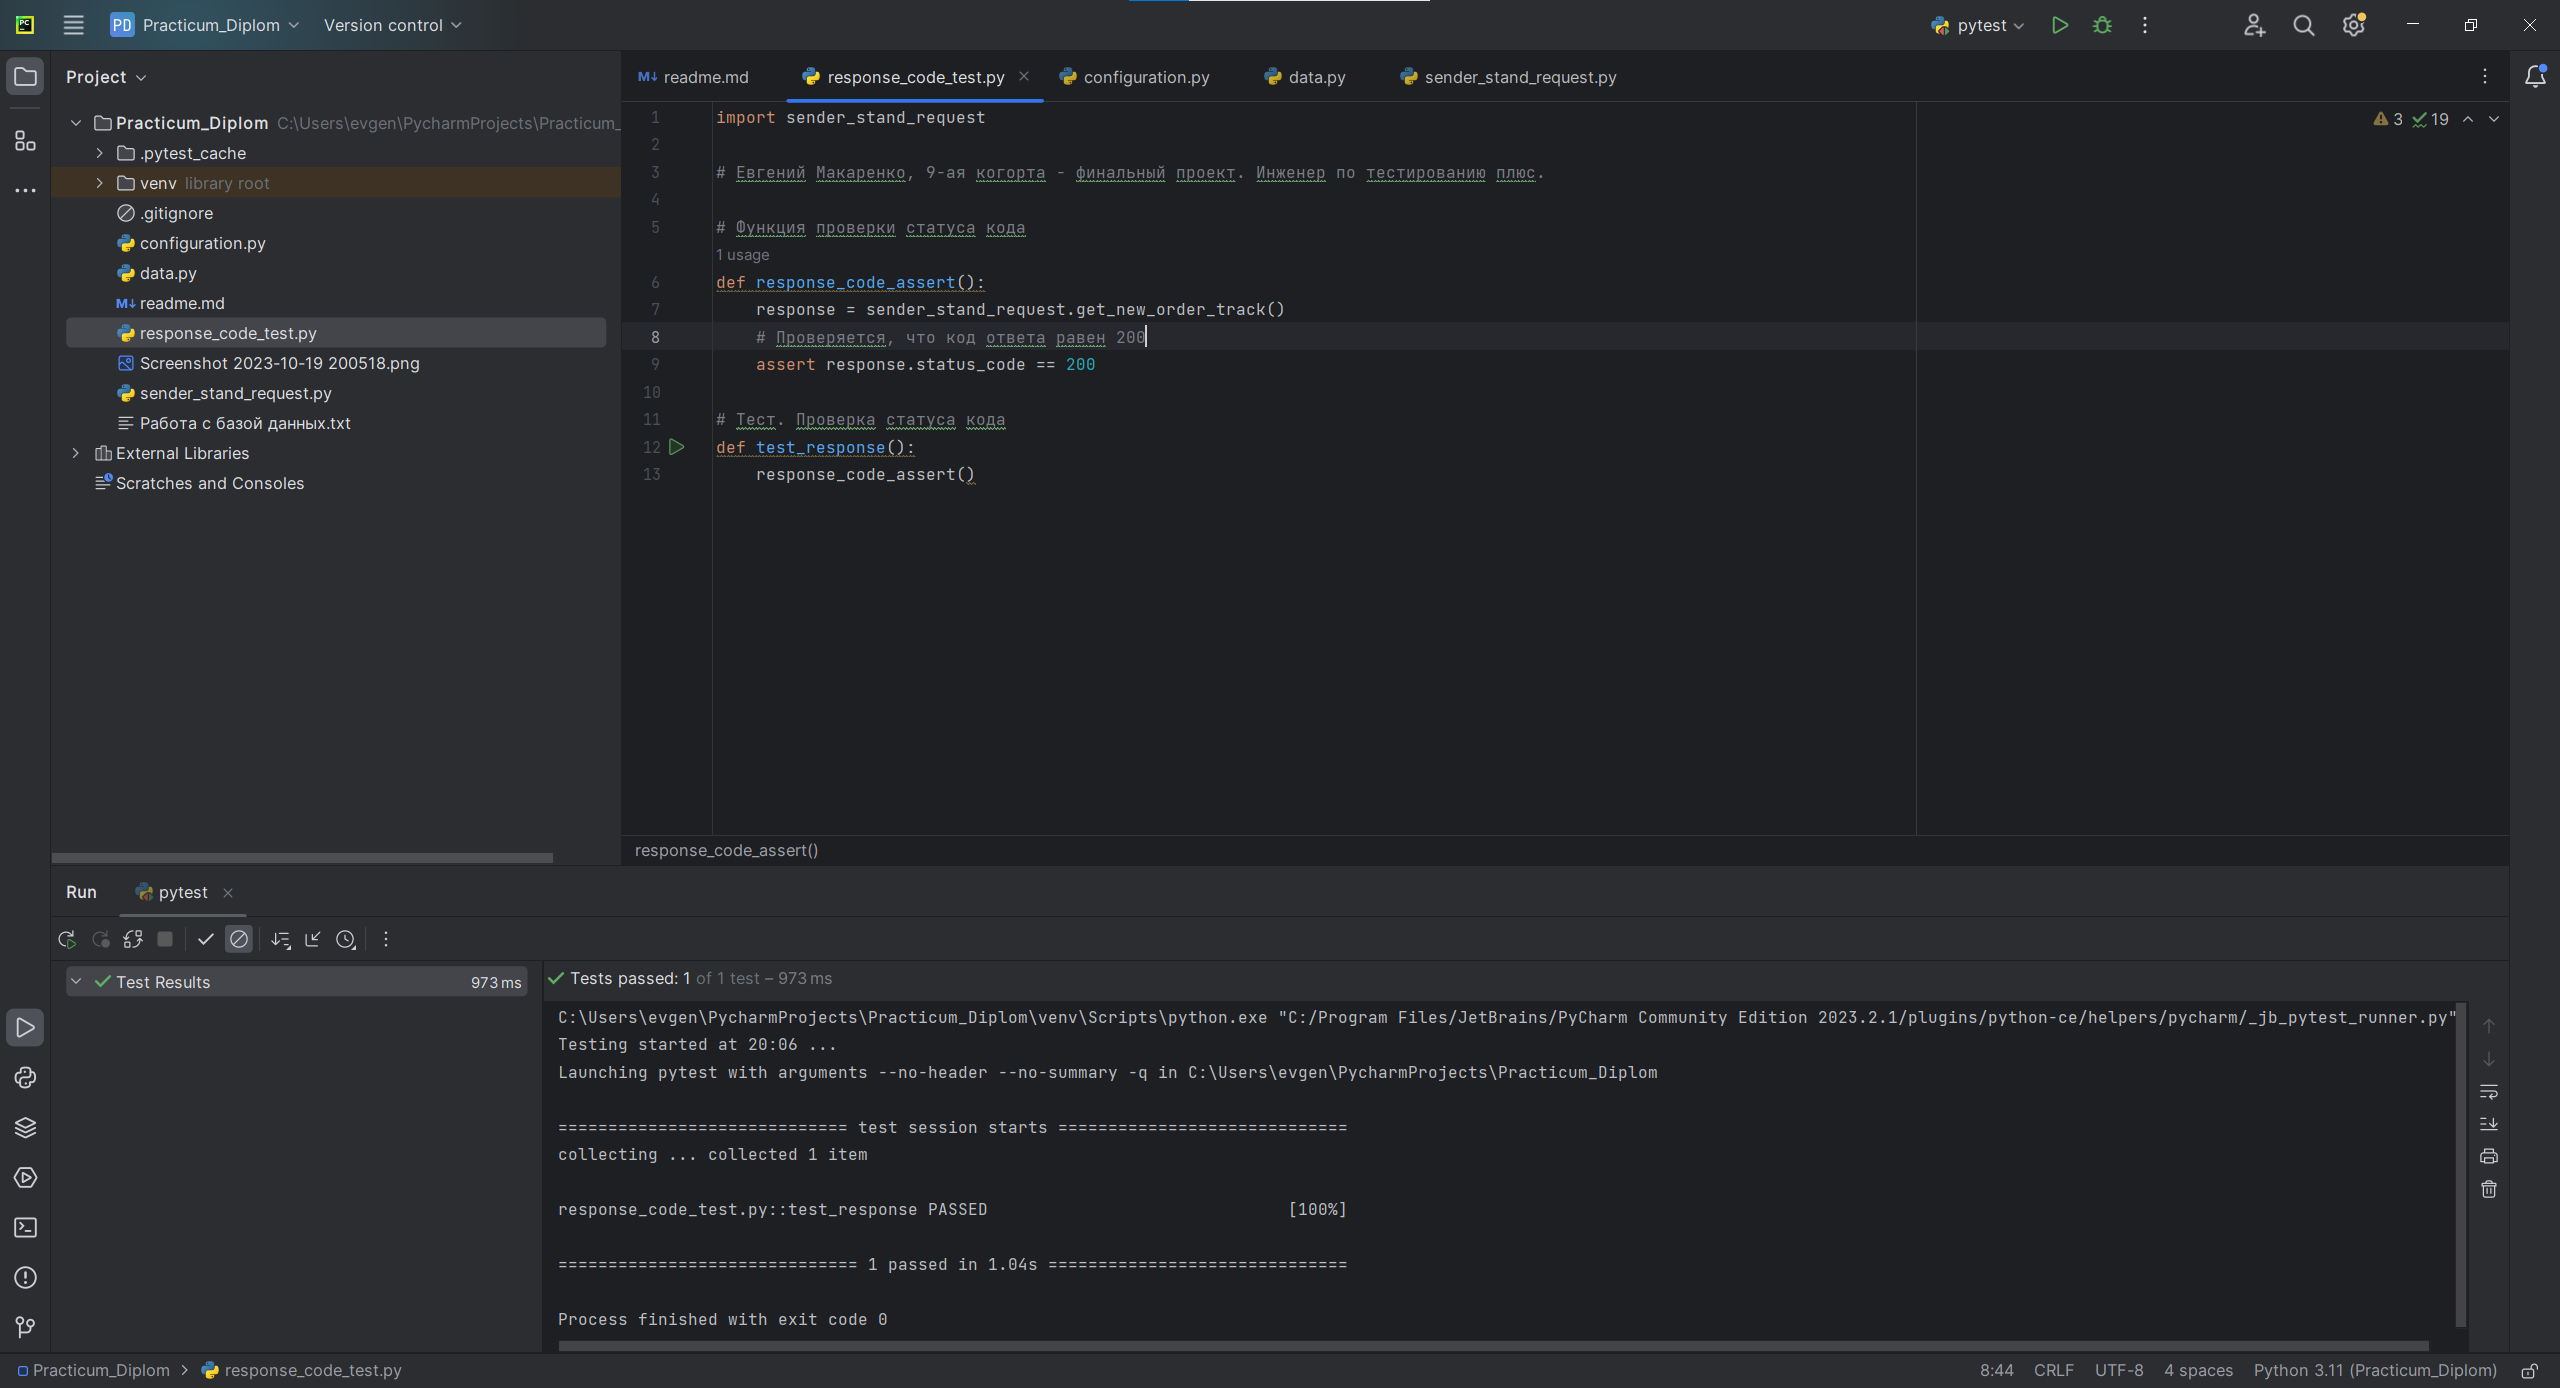 PD Practicum_Diplom Version control pytest
Project
readme.md response_code_test.py configuration.py data.py sender_stand_request.py
Practicum_Diplom C:\Users\evgen\PycharmProjects\Practicum_
.pytest_cache
venv library root
.gitignore
configuration.py
data.py
readme.md
response_code_test.py
Screenshot 2023-10-19 200518.png
sender_stand_request.py
Работа с базой данных.txt
External Libraries
Scratches and Consoles
3 19
1 import sender_stand_request
2
3 # Евгений Макаренко, 9-ая когорта - финальный проект. Инженер по тестированию плюс.
4
5 # Функция проверки статуса кода
1 usage
6 def response_code_assert():
7 response = sender_stand_request.get_new_order_track()
8 # Проверяется, что код ответа равен 200
9 assert response.status_code == 200
10
11 # Тест. Проверка статуса кода
12 def test_response():
13 response_code_assert()
response_code_assert()
Run pytest
Test Results 973 ms
Tests passed: 1 of 1 test – 973 ms
C:\Users\evgen\PycharmProjects\Practicum_Diplom\venv\Scripts\python.exe "C:/Program Files/JetBrains/PyCharm Community Edition 2023.2.1/plugins/python-ce/helpers/pycharm/_jb_pytest_runner.py"
Testing started at 20:06 ...
Launching pytest with arguments --no-header --no-summary -q in C:\Users\evgen\PycharmProjects\Practicum_Diplom
============================= test session starts =============================
collecting ... collected 1 item
response_code_test.py::test_response PASSED [100%]
============================== 1 passed in 1.04s ==============================
Process finished with exit code 0
Practicum_Diplom > response_code_test.py 8:44 CRLF UTF-8 4 spaces Python 3.11 (Practicum_Diplom)